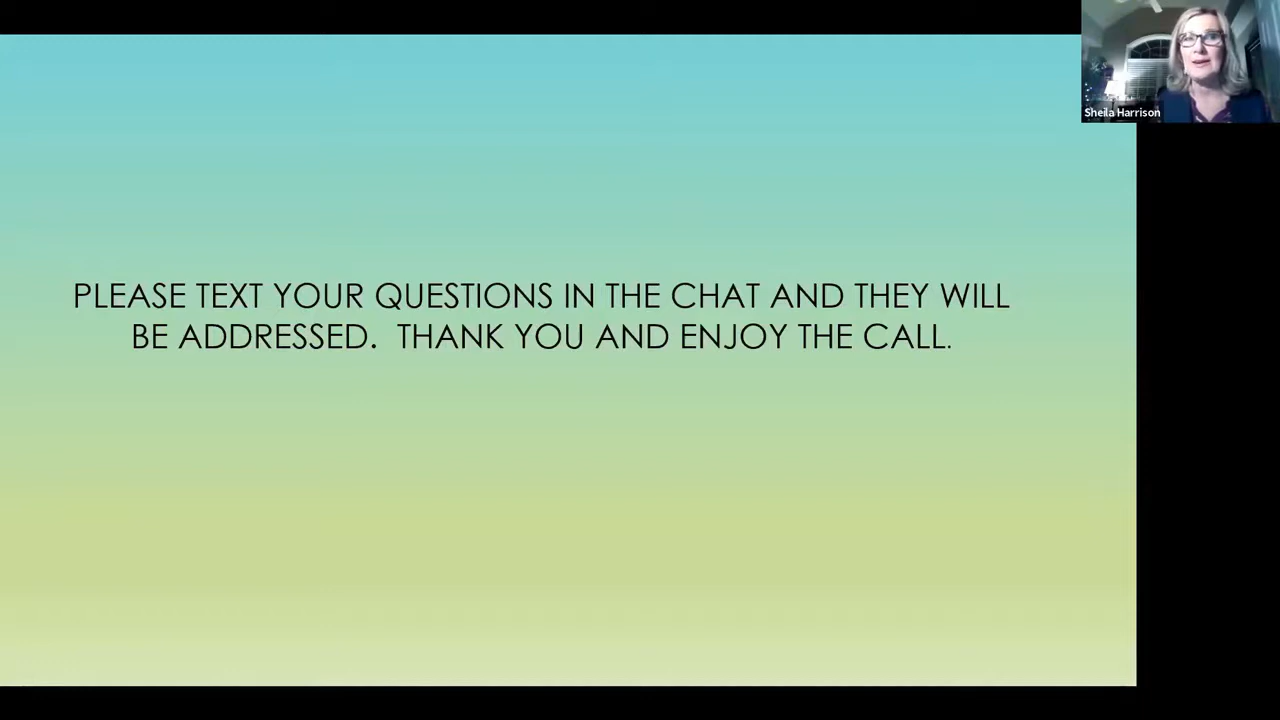 Sheila Harrison
PLEASE TEXT YOUR QUESTIONS IN THE CHAT AND THEY WILL
BE ADDRESSED.  THANK YOU AND ENJOY THE CALL.